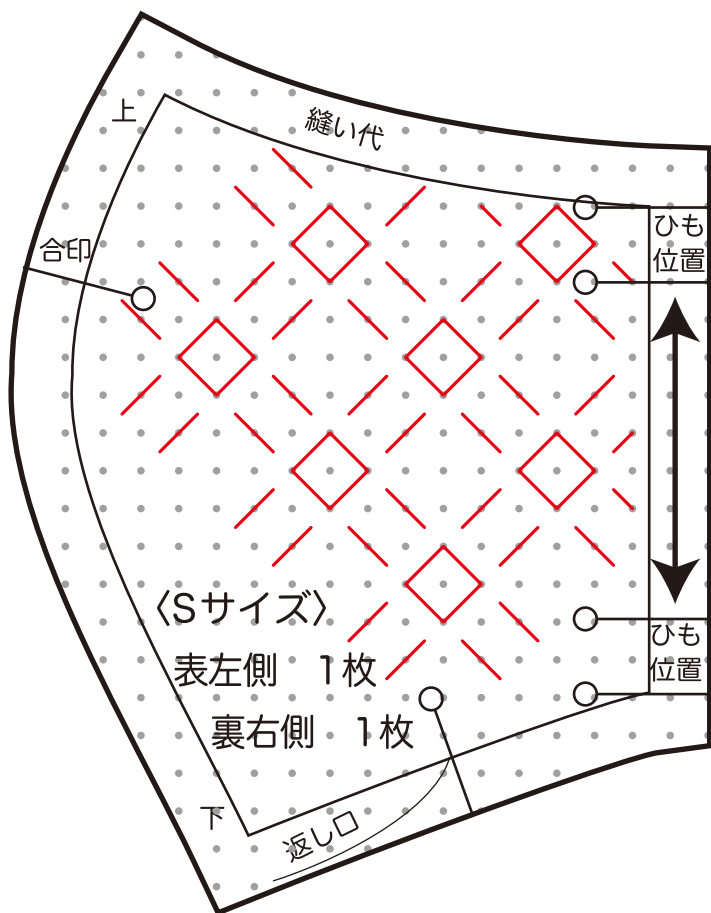 上
縫い代
合印
ひも
位置
〈Sサイズ〉
表左側 1枚
裏右側 1枚
ひも
位置
下
返し口